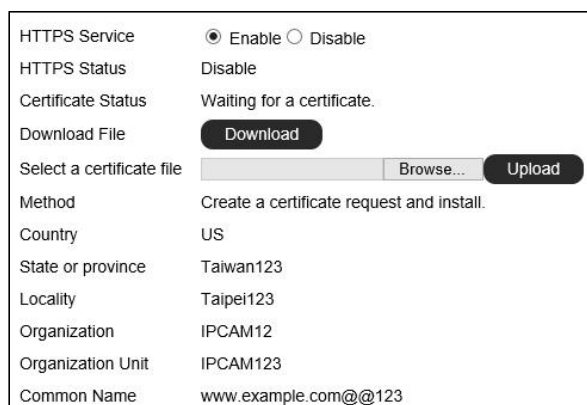 HTTPS Service Enable Disable
HTTPS Status Disable
Certificate Status Waiting for a certificate.
Download File Download
Select a certificate file Browse... Upload
Method Create a certificate request and install.
Country US
State or province Taiwan123
Locality Taipei123
Organization IPCAM12
Organization Unit IPCAM123
Common Name www.example.com@@123